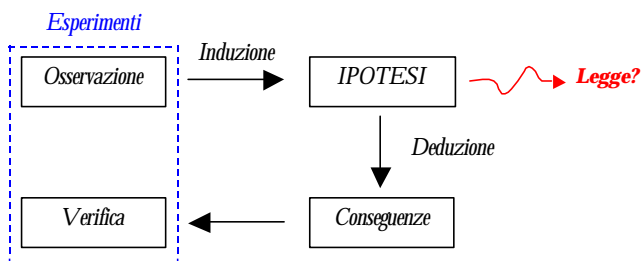 Esperimenti
Osservazione
Induzione
IPOTESI
Legge?
Deduzione
Verifica
Conseguenze